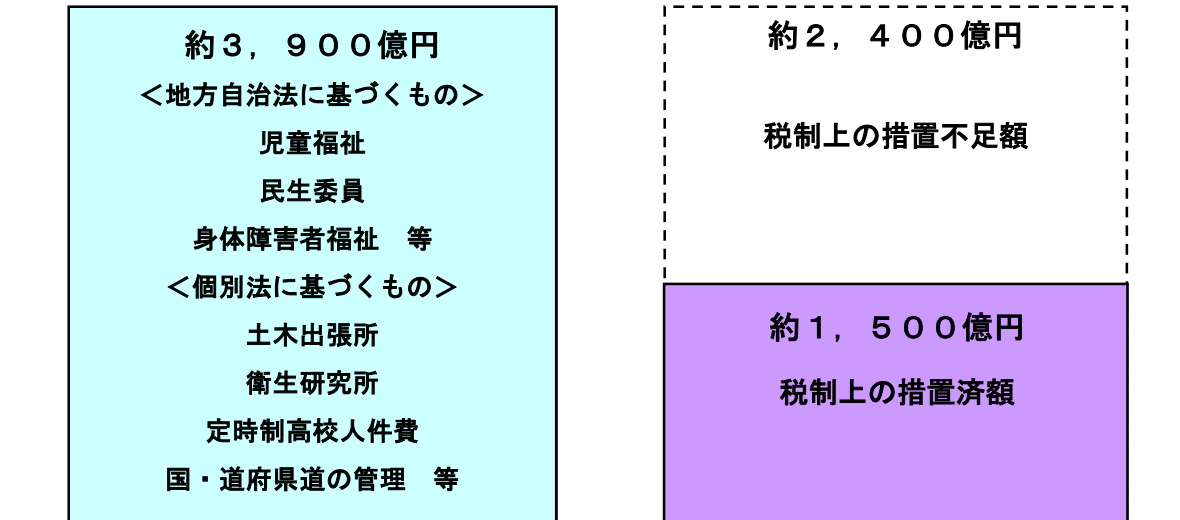 約３，９００億円
＜地方自治法に基づくもの＞
児童福祉
民生委員
身体障害者福祉　等
＜個別法に基づくもの＞
土木出張所
衛生研究所
定時制高校人件費
国・道府県道の管理　等
約２，４００億円
税制上の措置不足額
約１，５００億円
税制上の措置済額